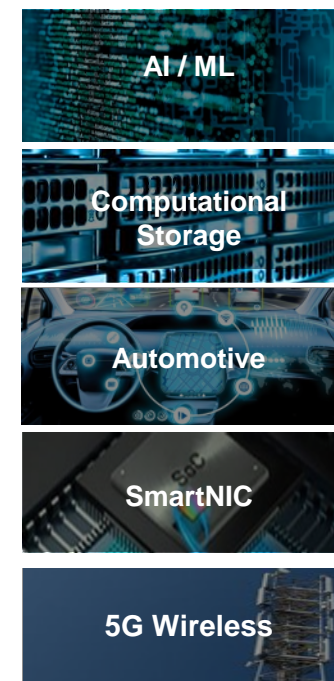 AI / ML
Computational
Storage
Automotive
SoC
SmartNIC
5G Wireless